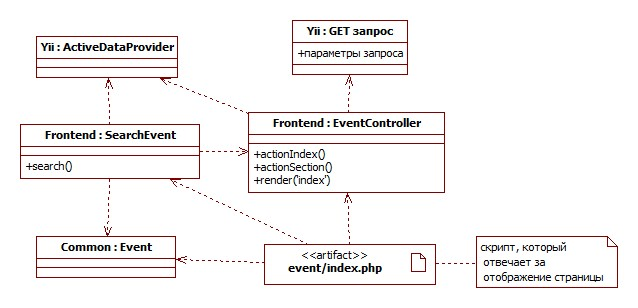 Yii : GET запрос
+параметры запроса
Yii : ActiveDataProvider
Frontend : EventController
+actionIndex()
+actionSection()
+render('index')
Frontend : SearchEvent
+search()
Common : Event
<<artifact>>
event/index.php
скрипт, который
отвечает за
отображение страницы